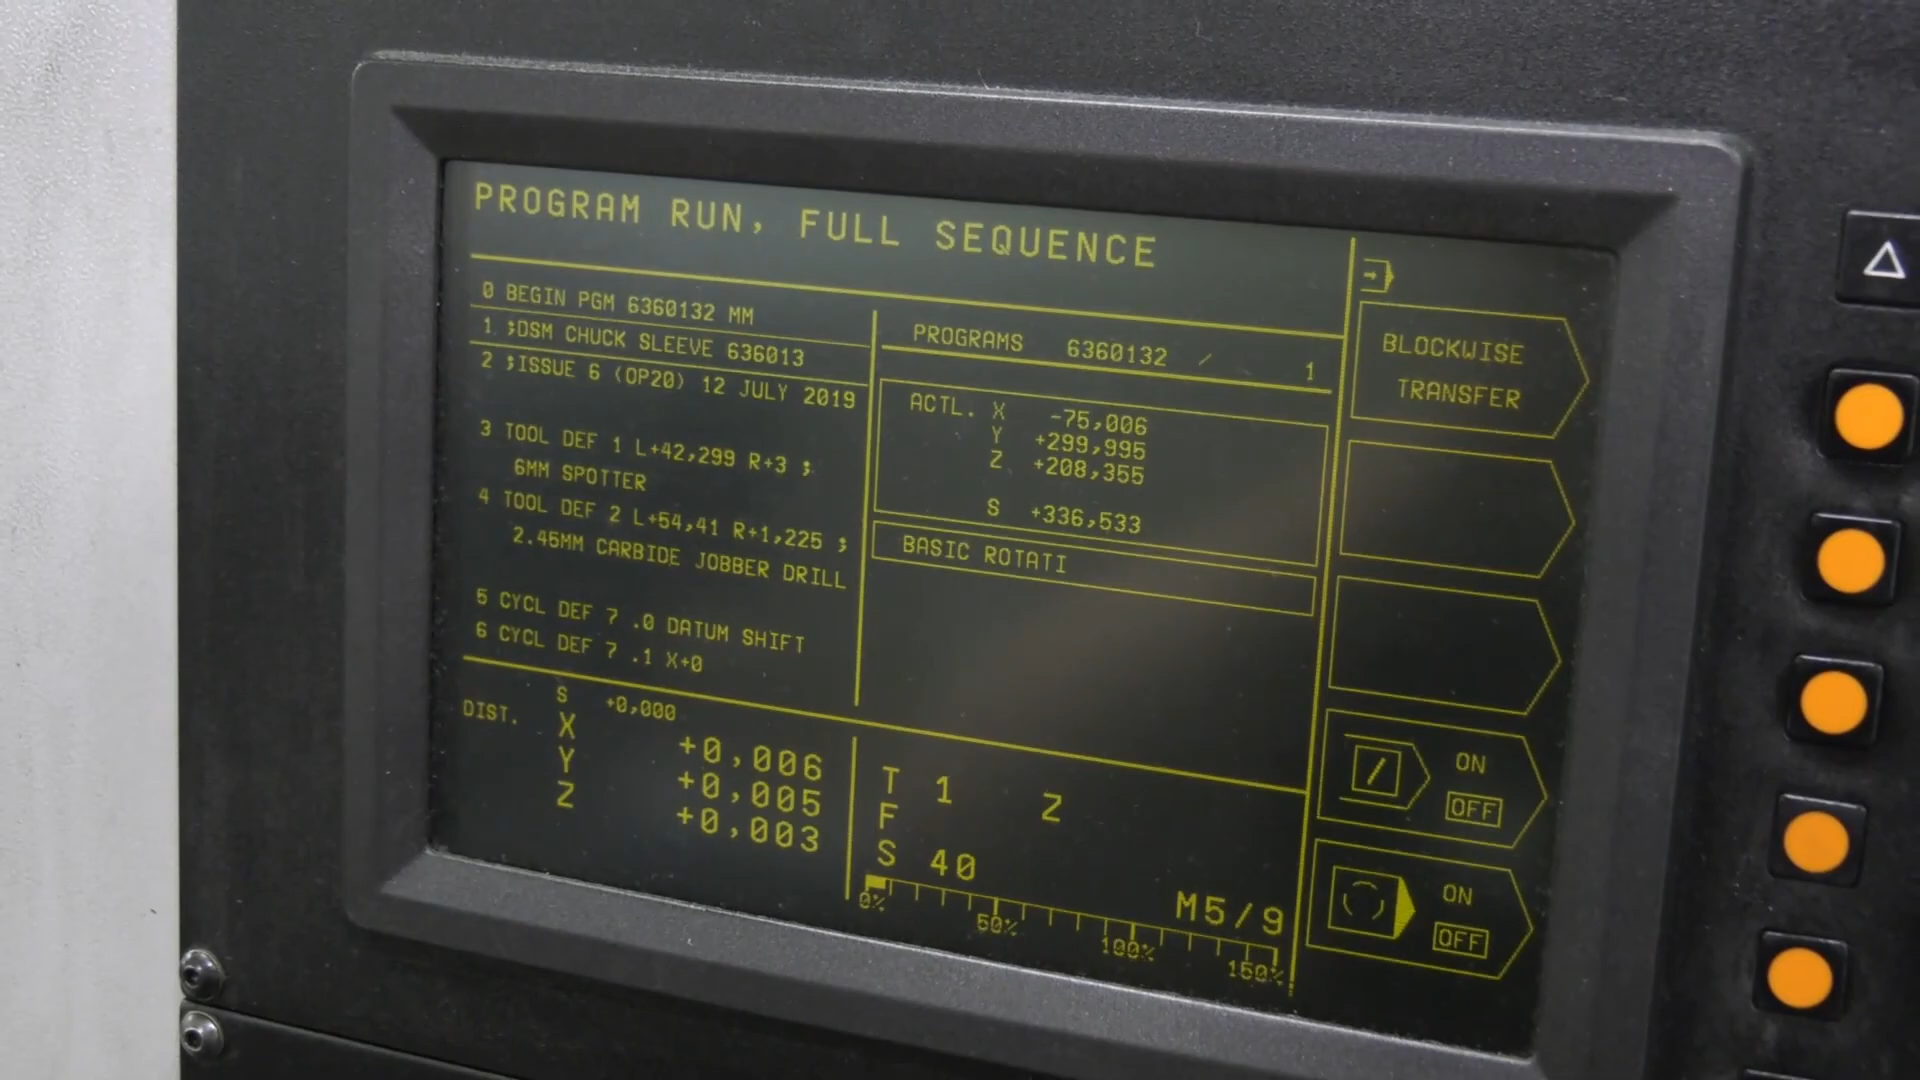 PROGRAM RUN, FULL SEQUENCE
0 BEGIN PGM 6360132 MM
1 ;DSM CHUCK SLEEVE 636013
2 ;ISSUE 6 (OP20) 12 JULY 2019
3 TOOL DEF 1 L+42,299 R+3 ;
6MM SPOTTER
4 TOOL DEF 2 L+54,41 R+1,225 ;
2.45MM CARBIDE JOBBER DRILL
5 CYCL DEF 7 .0 DATUM SHIFT
6 CYCL DEF 7 .1 X+0
PROGRAMS 6360132 / 1
ACTL. X -75,006
Y +299,995
Z +208,355
S +336,533
BASIC ROTATI
S +0,000
DIST. X +0,006
Y +0,005
Z +0,003
T 1 Z
F
S 40
M5/9
0% 50% 100% 150%
BLOCKWISE
TRANSFER
ON
OFF
ON
OFF